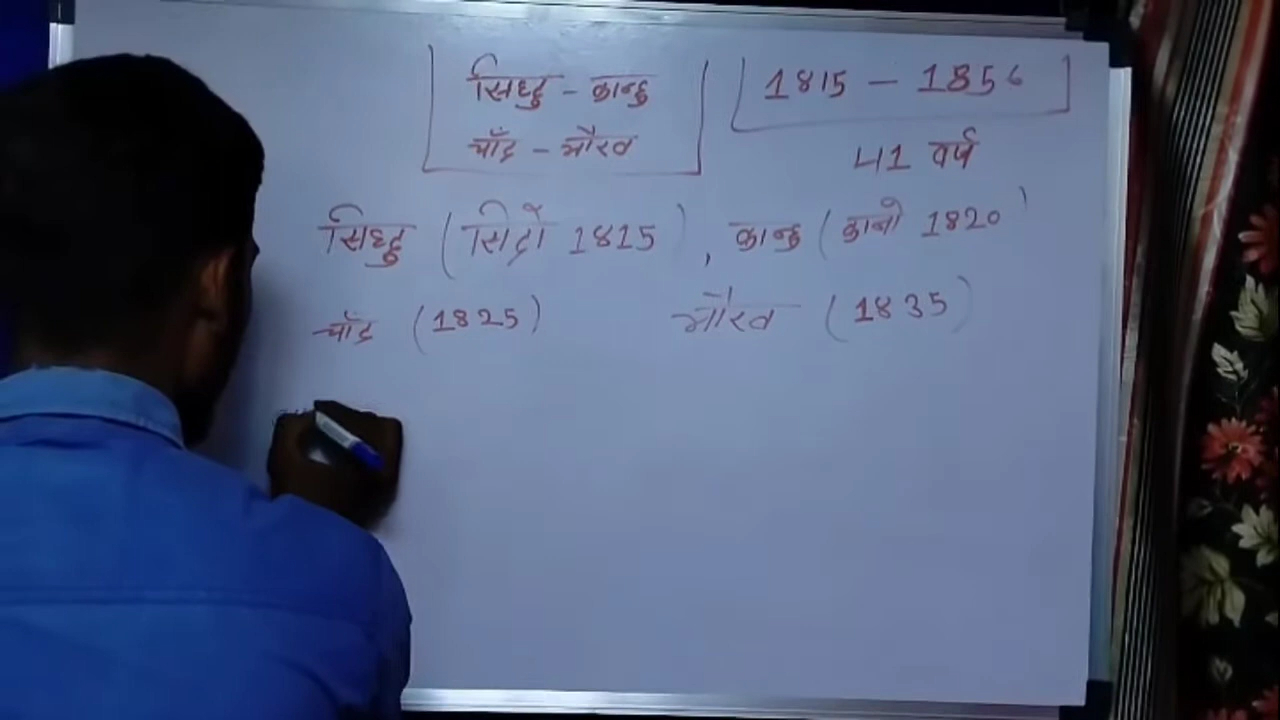 सिद्धु - कान्हु
चाँद - भैरव
1815 - 1856
41 वर्ष
सिद्धु (सिदो 1815), कान्हु (कानो 1820)
चाँद (1825) भैरव (1835)